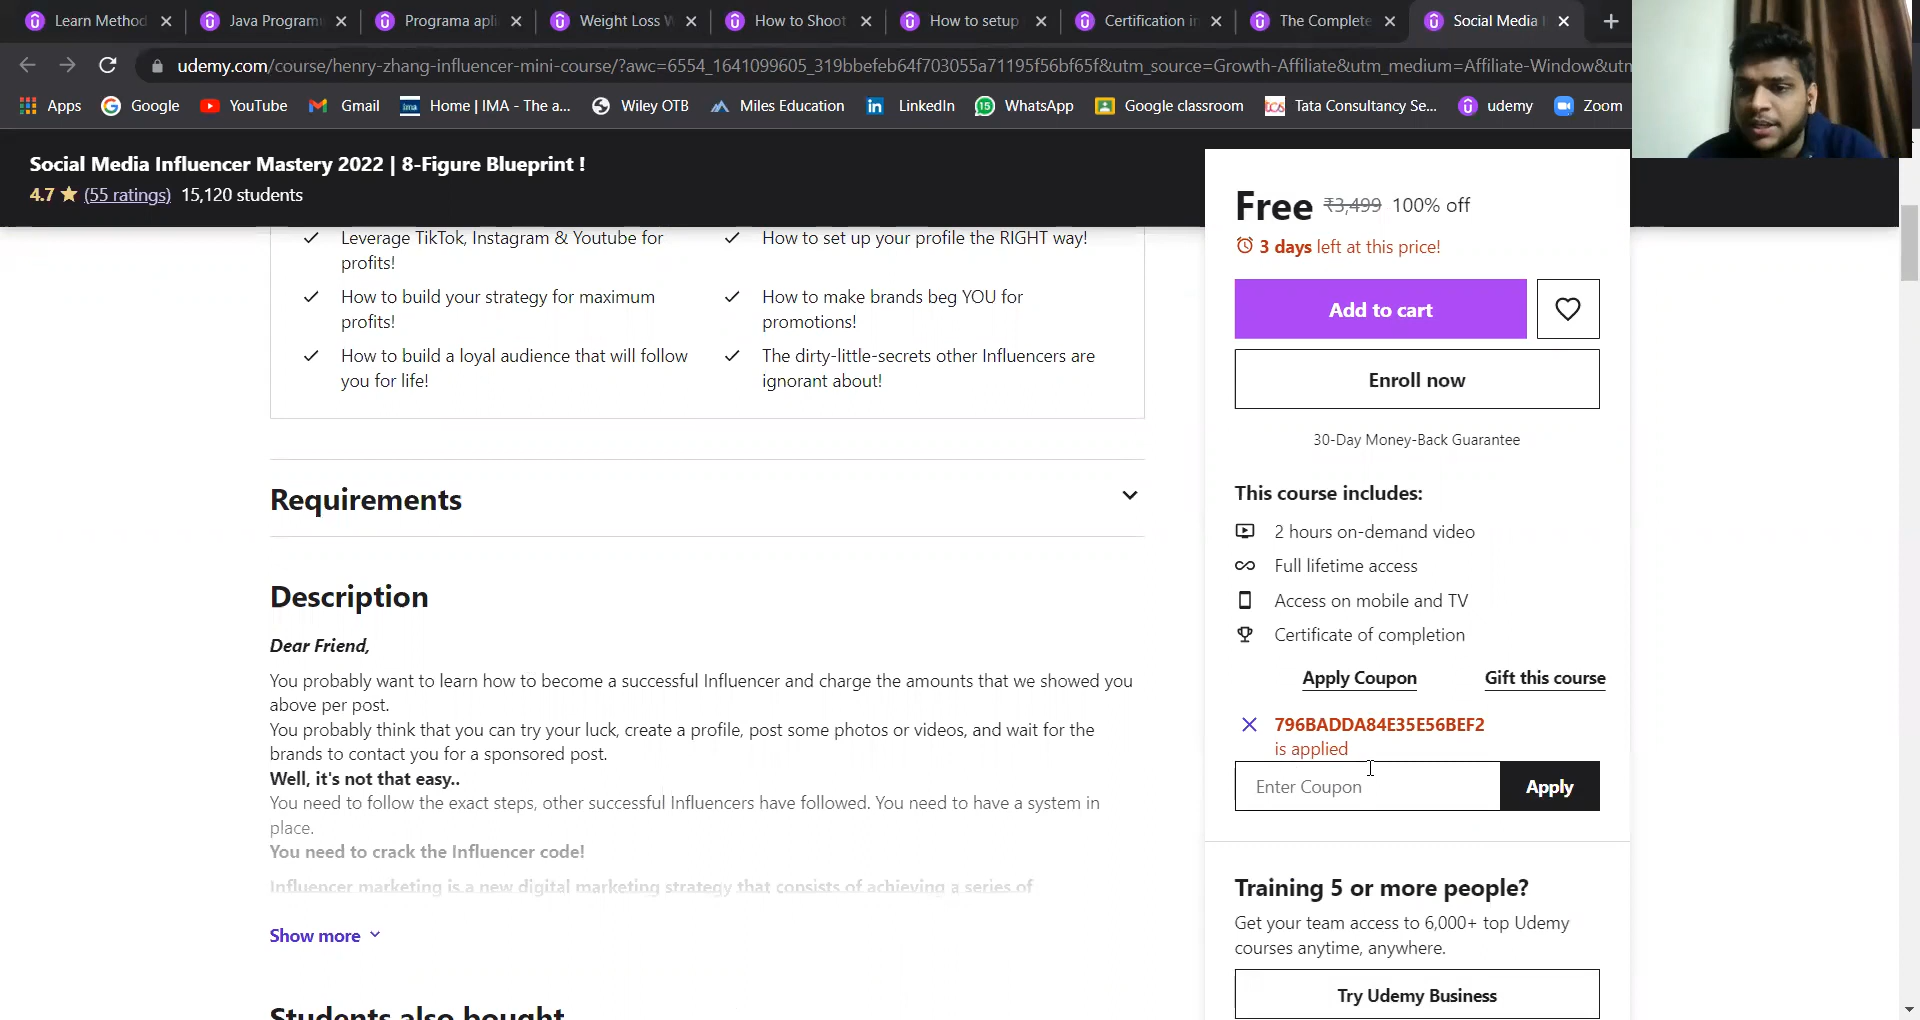 Learn Method
Java Program
Programa apli
Weight Loss W
How to Shoot
How to setup
Certification in
The Complete
Social Media I
udemy.com/course/henry-zhang-influencer-mini-course/?awc=6554_1641099605_319bbefeb64f703055a71195f56bf65f&utm_source=Growth-Affiliate&utm_medium=Affiliate-Window&utm
Apps
Google
YouTube
Gmail
Home | IMA - The a...
Wiley OTB
Miles Education
LinkedIn
WhatsApp
Google classroom
Tata Consultancy Se...
udemy
Zoom
Social Media Influencer Mastery 2022 | 8-Figure Blueprint !
4.7 ★ (55 ratings) 15,120 students
Leverage TikTok, Instagram & Youtube for
profits!
How to set up your profile the RIGHT way!
How to build your strategy for maximum
profits!
How to make brands beg YOU for
promotions!
How to build a loyal audience that will follow
you for life!
The dirty-little-secrets other Influencers are
ignorant about!
Requirements
Description
Dear Friend,
You probably want to learn how to become a successful Influencer and charge the amounts that we showed you
above per post.
You probably think that you can try your luck, create a profile, post some photos or videos, and wait for the
brands to contact you for a sponsored post.
Well, it's not that easy..
You need to follow the exact steps, other successful Influencers have followed. You need to have a system in
place.
You need to crack the Influencer code!
Influencer marketing is a new digital marketing strategy that consists of achieving a series of
Show more
Students also bought
Free ₹3,499 100% off
3 days left at this price!
Add to cart
Enroll now
30-Day Money-Back Guarantee
This course includes:
2 hours on-demand video
Full lifetime access
Access on mobile and TV
Certificate of completion
Apply Coupon
Gift this course
796BADDA84E35E56BEF2
is applied
Enter Coupon
Apply
Training 5 or more people?
Get your team access to 6,000+ top Udemy
courses anytime, anywhere.
Try Udemy Business